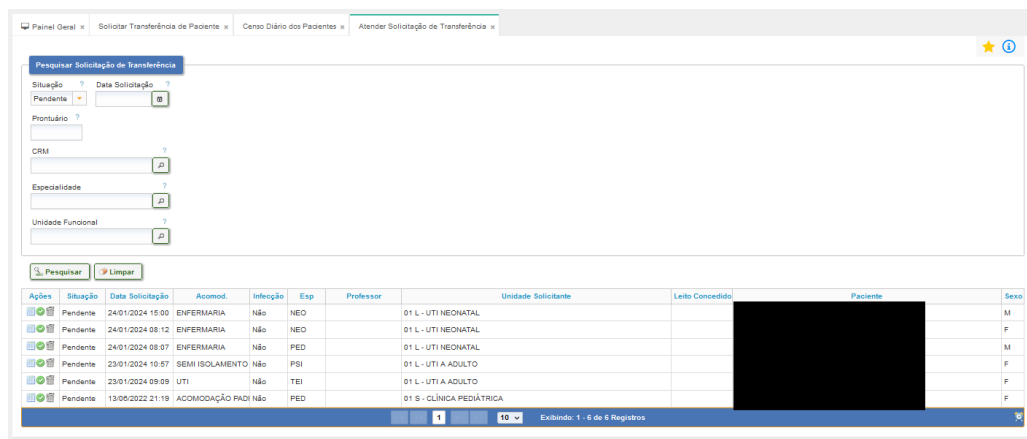 Painel Geral × Solicitar Transferência de Paciente × Censo Diário dos Pacientes × Atender Solicitação de Transferência ×
Pesquisar Solicitação de Transferência
Situação ? Data Solicitação ?
Pendente
Prontuário ?
CRM ?
Especialidade ?
Unidade Funcional ?
Pesquisar Limpar
Ações Situação Data Solicitação Acomod. Infecção Esp Professor Unidade Solicitante Leito Concedido Paciente Sexo
Pendente 24/01/2024 15:00 ENFERMARIA Não NEO 01 L - UTI NEONATAL M
Pendente 24/01/2024 08:12 ENFERMARIA Não NEO 01 L - UTI NEONATAL F
Pendente 24/01/2024 08:07 ENFERMARIA Não PED 01 L - UTI NEONATAL M
Pendente 23/01/2024 10:57 SEMI ISOLAMENTO Não PSI 01 L - UTI A ADULTO F
Pendente 23/01/2024 09:09 UTI Não TEI 01 L - UTI A ADULTO F
Pendente 13/06/2022 21:19 ACOMODAÇÃO PADI Não PED 01 S - CLÍNICA PEDIÁTRICA F
1 10 Exibindo: 1 - 6 de 6 Registros